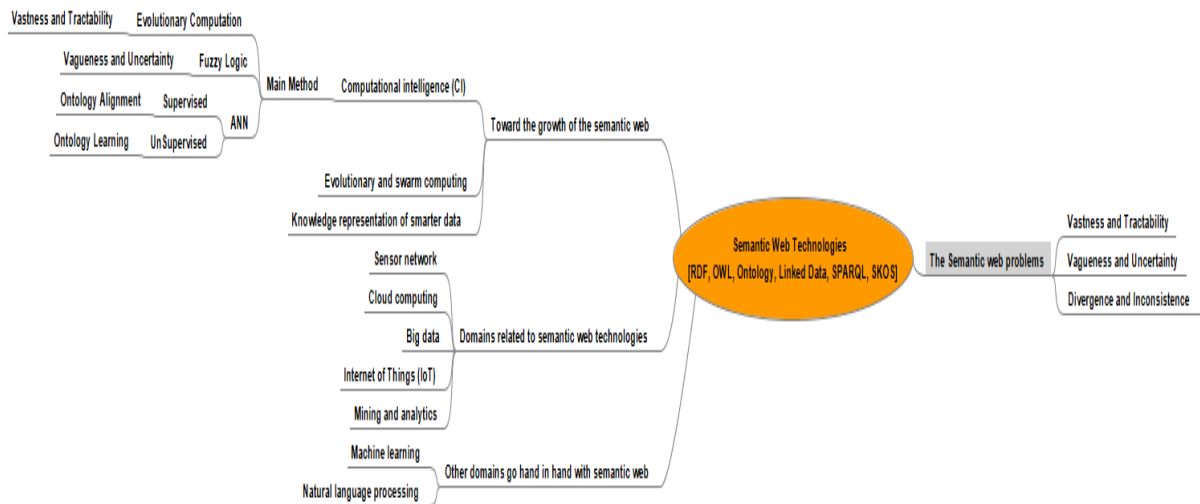 Vastness and Tractability
Evolutionary Computation
Vagueness and Uncertainty
Fuzzy Logic
Main Method
Computational intelligence (CI)
Ontology Alignment
Supervised
ANN
Ontology Learning
UnSupervised
Toward the growth of the semantic web
Evolutionary and swarm computing
Knowledge representation of smarter data
Sensor network
Cloud computing
Big data
Domains related to semantic web technologies
Internet of Things (IoT)
Mining and analytics
Machine learning
Other domains go hand in hand with semantic web
Natural language processing
Semantic Web Technologies
[RDF, OWL, Ontology, Linked Data, SPARQL, SKOS]
The Semantic web problems
Vastness and Tractability
Vagueness and Uncertainty
Divergence and Inconsistence